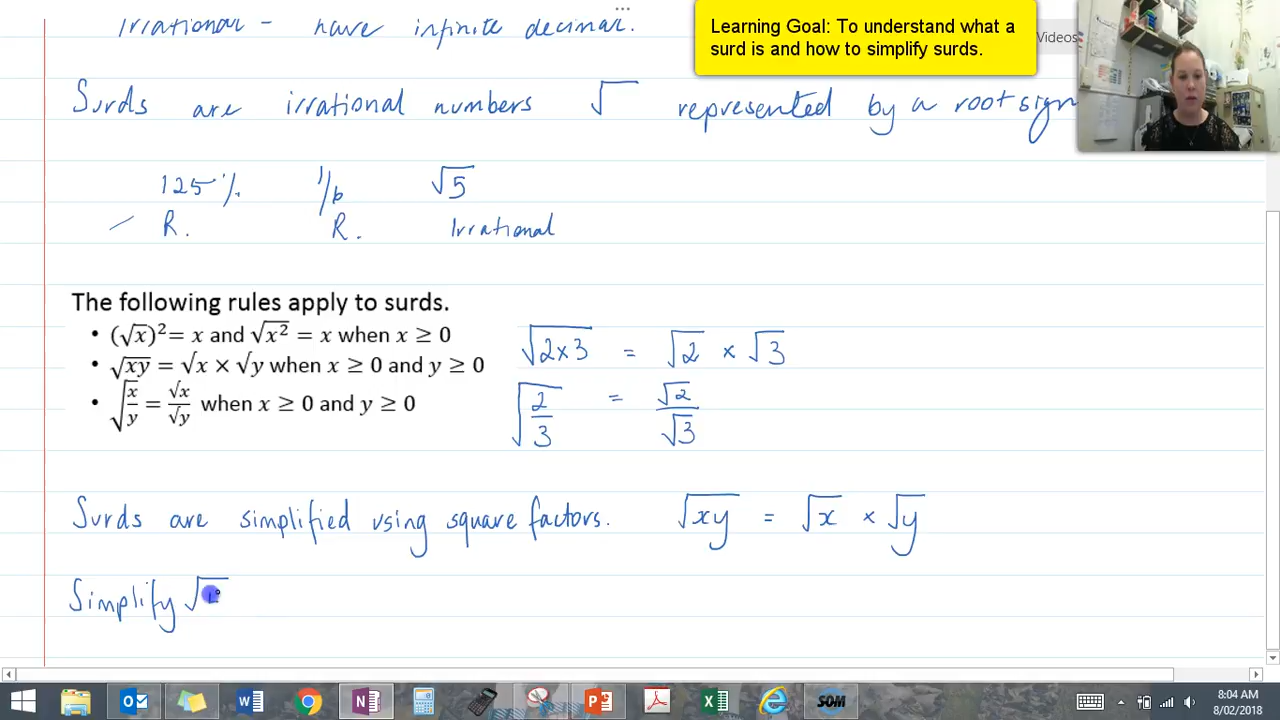 Irrational - have infinite decimal.
Learning Goal: To understand what a
surd is and how to simplify surds.
Videos
Surds are irrational numbers √ represented by a root sign
125% 1/6 √5
R. R. Irrational
The following rules apply to surds.
• (√x)² = x and √x² = x when x ≥ 0
• √xy = √x × √y when x ≥ 0 and y ≥ 0
• √x/y = √x/√y when x ≥ 0 and y ≥ 0
√2×3 = √2 × √3
√2/3 = √2/√3
Surds are simplified using square factors. √xy = √x × √y
Simplify √
8:04 AM
8/02/2018